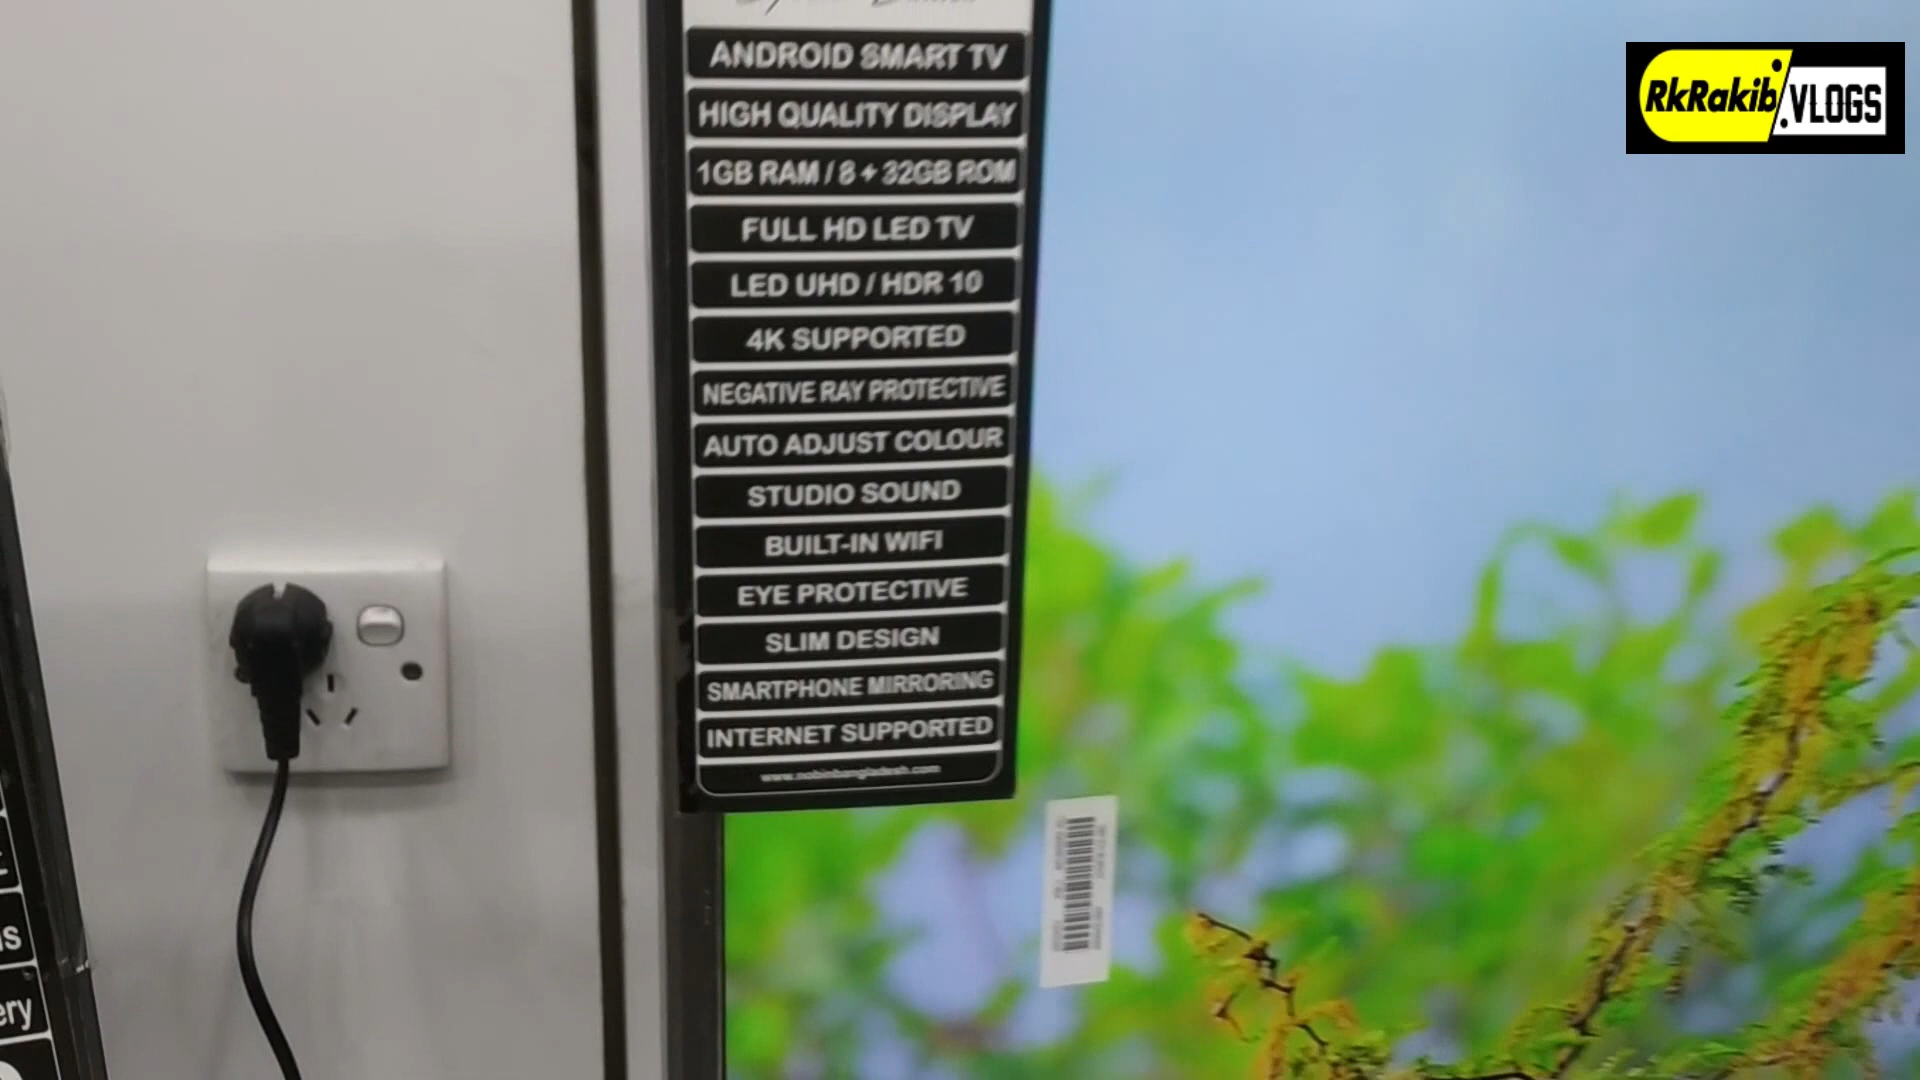 ANDROID SMART TV
HIGH QUALITY DISPLAY
1GB RAM / 8 + 32GB ROM
FULL HD LED TV
LED UHD / HDR 10
4K SUPPORTED
NEGATIVE RAY PROTECTIVE
AUTO ADJUST COLOUR
STUDIO SOUND
BUILT-IN WIFI
EYE PROTECTIVE
SLIM DESIGN
SMARTPHONE MIRRORING
INTERNET SUPPORTED
www.nobinbangladesh.com
RkRakib VLOGS